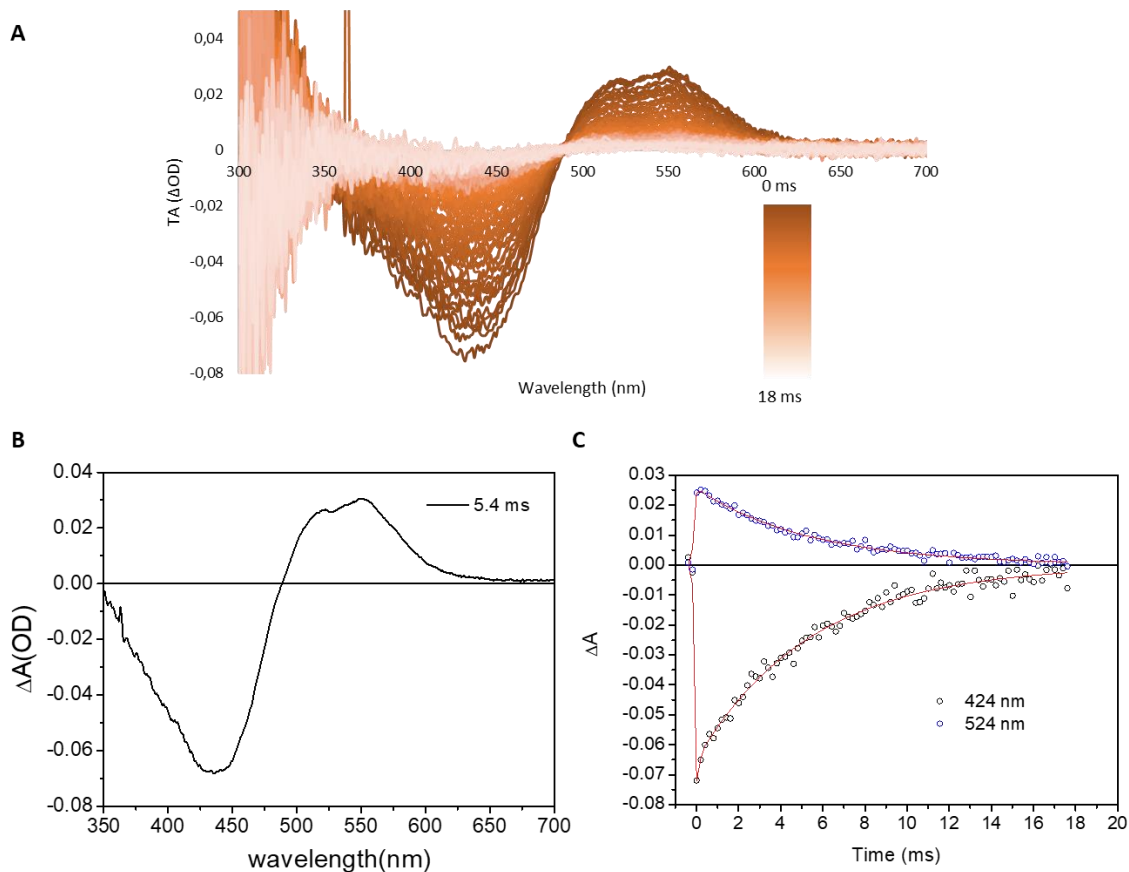 A
0,04
0,02
0
-0,02
-0,04
-0,06
-0,08
TA (ΔOD)
300 350 400 450 500 550 600 650 700
0 ms
18 ms
Wavelength (nm)
B
0.04
0.02
0.00
-0.02
-0.04
-0.06
-0.08
ΔA(OD)
5.4 ms
350 400 450 500 550 600 650 700
wavelength(nm)
C
0.03
0.02
0.01
0.00
-0.01
-0.02
-0.03
-0.04
-0.05
-0.06
-0.07
-0.08
ΔA
424 nm
524 nm
0 2 4 6 8 10 12 14 16 18 20
Time (ms)